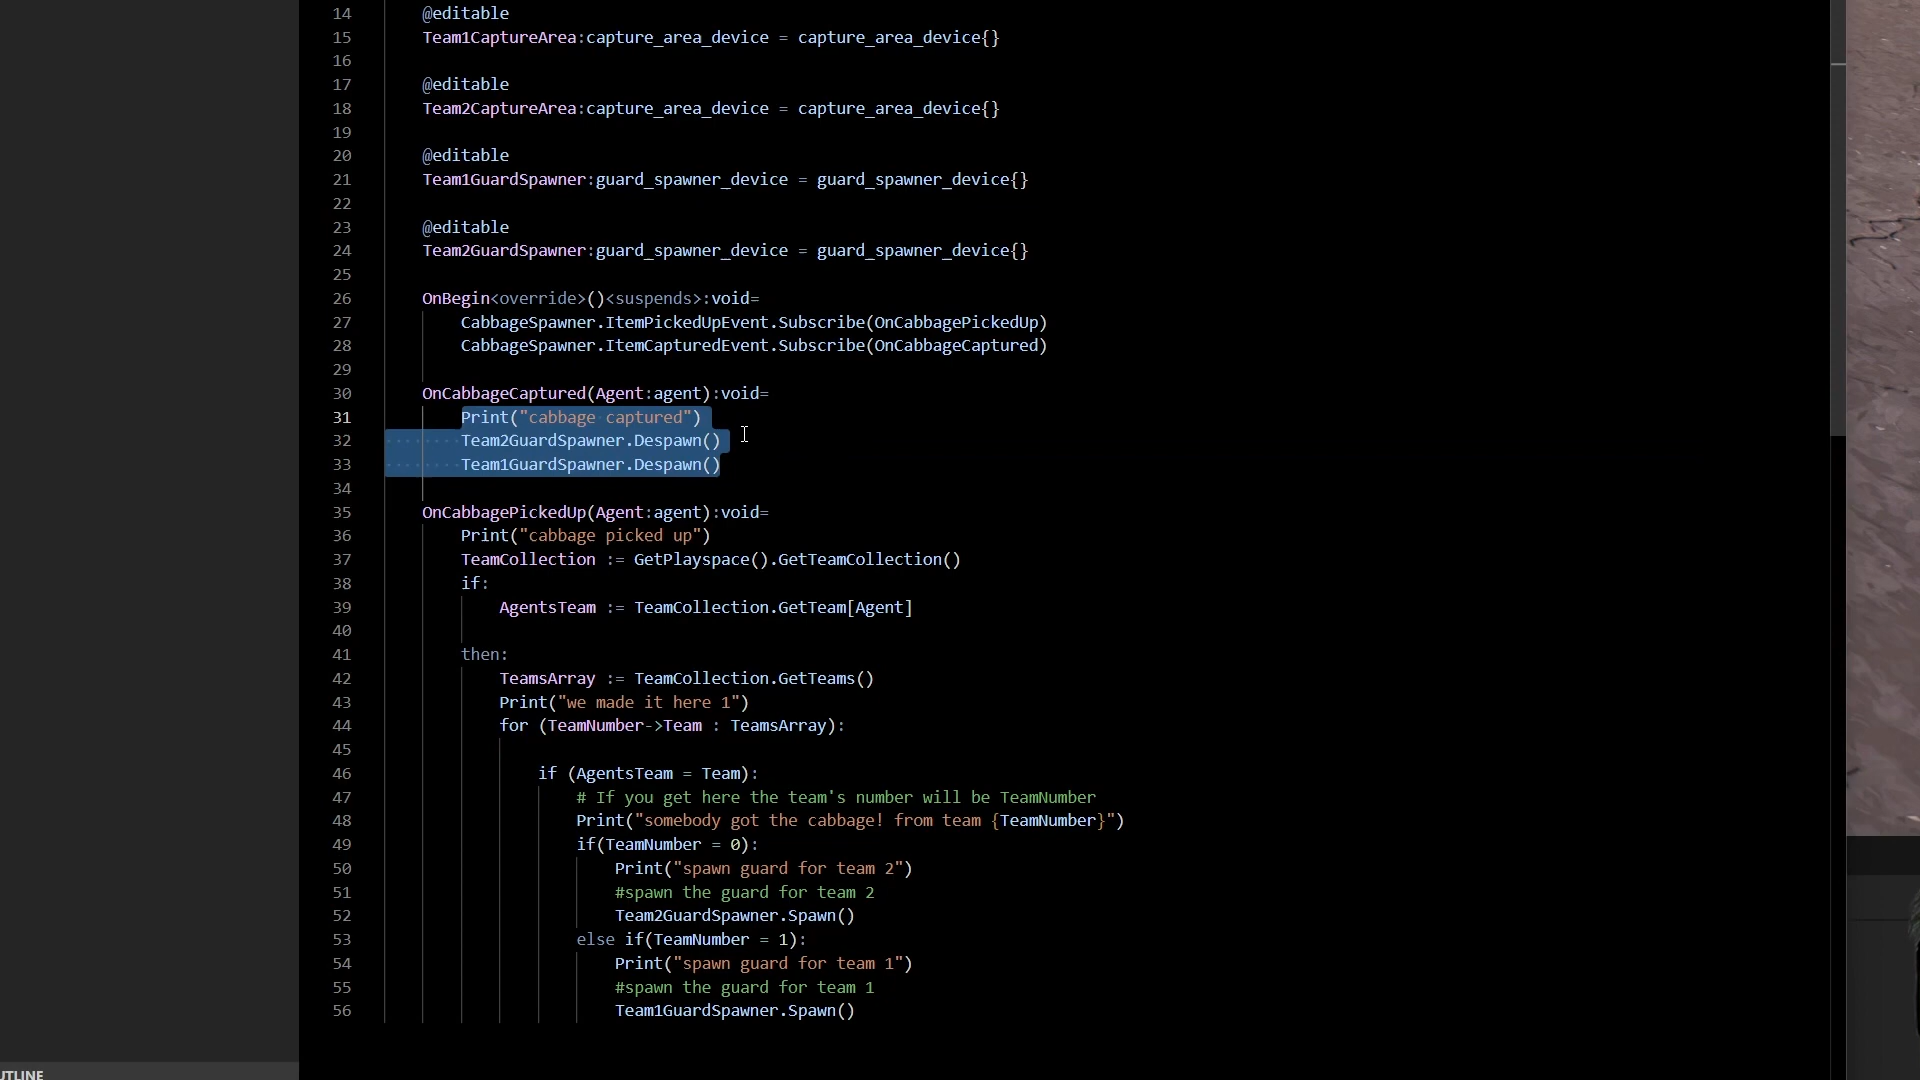 14 @editable
15 Team1CaptureArea:capture_area_device = capture_area_device{}
16
17 @editable
18 Team2CaptureArea:capture_area_device = capture_area_device{}
19
20 @editable
21 Team1GuardSpawner:guard_spawner_device = guard_spawner_device{}
22
23 @editable
24 Team2GuardSpawner:guard_spawner_device = guard_spawner_device{}
25
26 OnBegin<override>()<suspends>:void=
27 CabbageSpawner.ItemPickedUpEvent.Subscribe(OnCabbagePickedUp)
28 CabbageSpawner.ItemCapturedEvent.Subscribe(OnCabbageCaptured)
29
30 OnCabbageCaptured(Agent:agent):void=
31 Print("cabbage captured")
32 Team2GuardSpawner.Despawn()
33 Team1GuardSpawner.Despawn()
34
35 OnCabbagePickedUp(Agent:agent):void=
36 Print("cabbage picked up")
37 TeamCollection := GetPlayspace().GetTeamCollection()
38 if:
39 AgentsTeam := TeamCollection.GetTeam[Agent]
40
41 then:
42 TeamsArray := TeamCollection.GetTeams()
43 Print("we made it here 1")
44 for (TeamNumber->Team : TeamsArray):
45
46 if (AgentsTeam = Team):
47 # If you get here the team's number will be TeamNumber
48 Print("somebody got the cabbage! from team {TeamNumber}")
49 if(TeamNumber = 0):
50 Print("spawn guard for team 2")
51 #spawn the guard for team 2
52 Team2GuardSpawner.Spawn()
53 else if(TeamNumber = 1):
54 Print("spawn guard for team 1")
55 #spawn the guard for team 1
56 Team1GuardSpawner.Spawn()
UTLINE